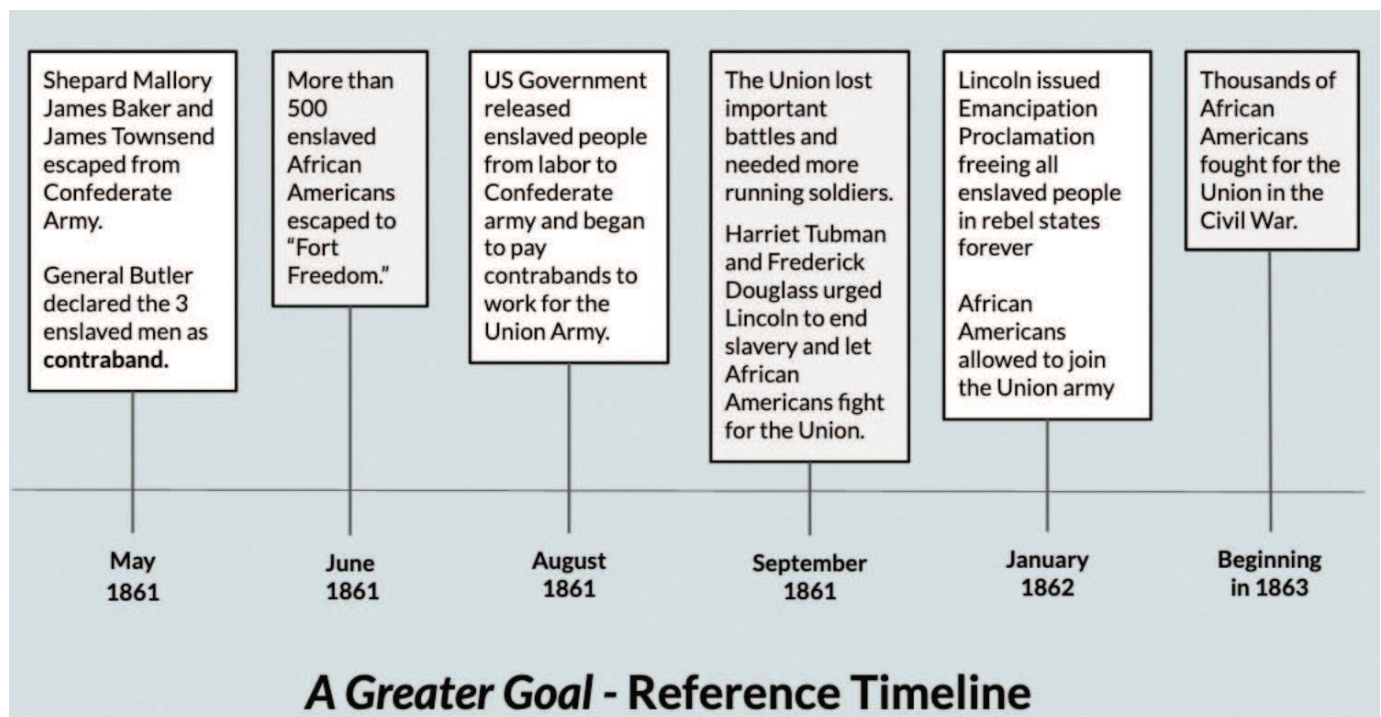 Shepard Mallory
James Baker and
James Townsend
escaped from
Confederate
Army.
General Butler
declared the 3
enslaved men as
contraband.
More than
500
enslaved
African
Americans
escaped to
“Fort
Freedom.”
US Government
released
enslaved people
from labor to
Confederate
army and began
to pay
contrabands to
work for the
Union Army.
The Union lost
important
battles and
needed more
running soldiers.
Harriet Tubman
and Frederick
Douglass urged
Lincoln to end
slavery and let
African
Americans fight
for the Union.
Lincoln issued
Emancipation
Proclamation
freeing all
enslaved people
in rebel states
forever
African
Americans
allowed to join
the Union army
Thousands of
African
Americans
fought for the
Union in the
Civil War.
May
1861
June
1861
August
1861
September
1861
January
1862
Beginning
in 1863
A Greater Goal - Reference Timeline